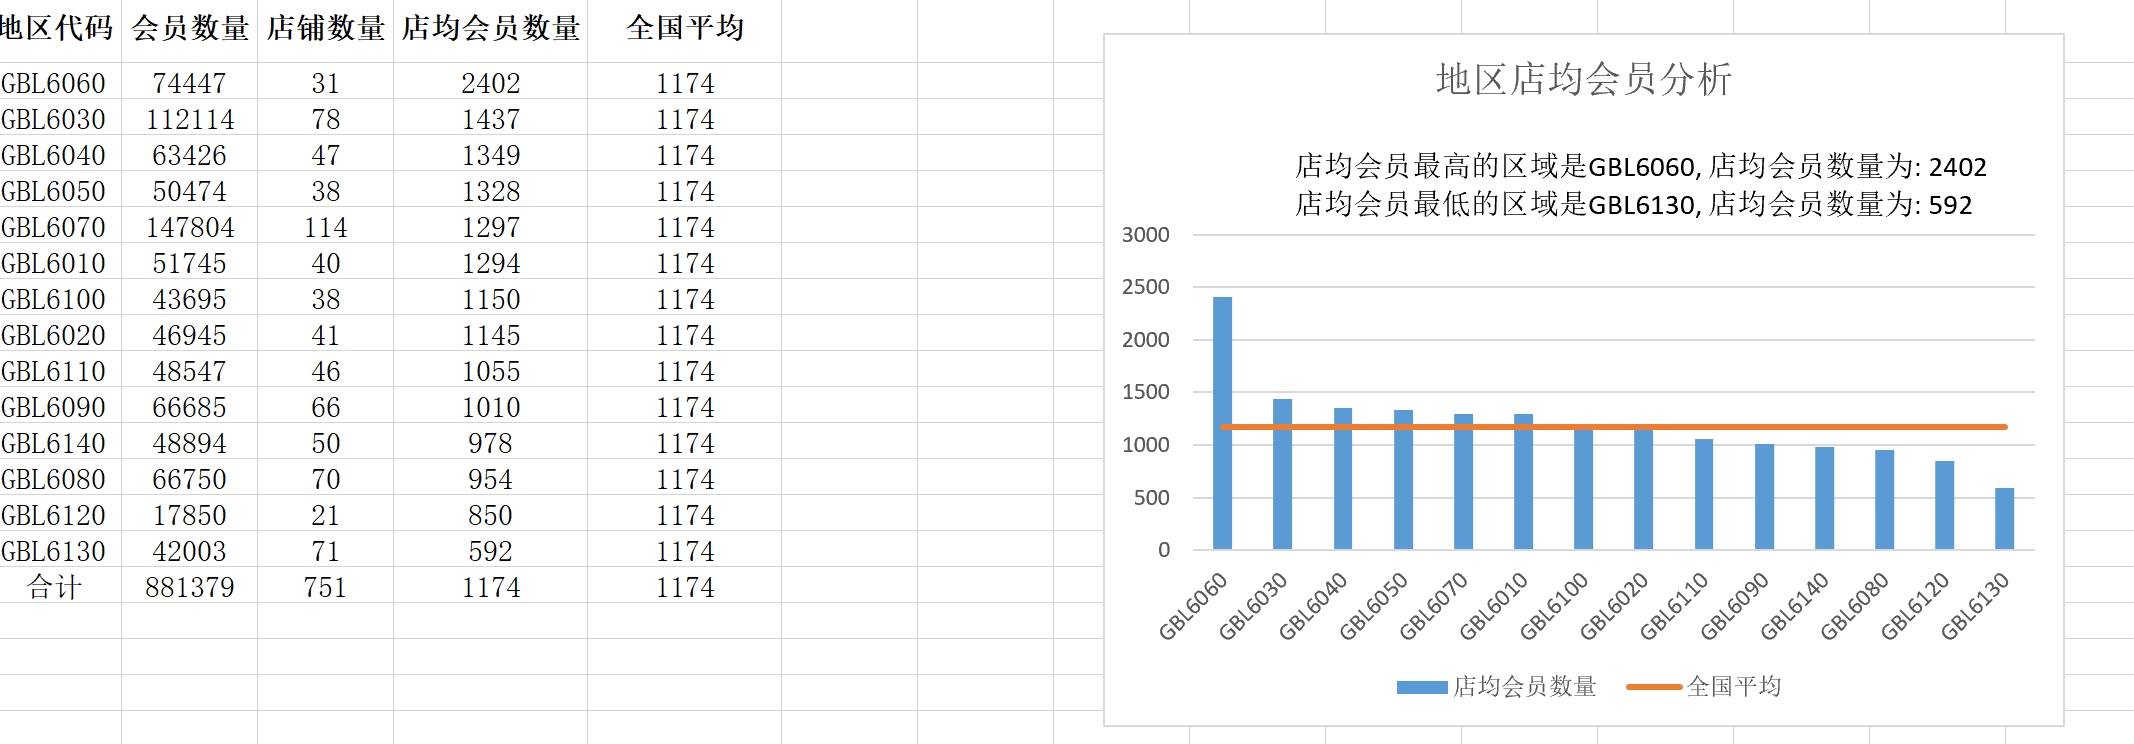 地区代码 会员数量 店铺数量 店均会员数量 全国平均
GBL6060 74447 31 2402 1174
GBL6030 112114 78 1437 1174
GBL6040 63426 47 1349 1174
GBL6050 50474 38 1328 1174
GBL6070 147804 114 1297 1174
GBL6010 51745 40 1294 1174
GBL6100 43695 38 1150 1174
GBL6020 46945 41 1145 1174
GBL6110 48547 46 1055 1174
GBL6090 66685 66 1010 1174
GBL6140 48894 50 978 1174
GBL6080 66750 70 954 1174
GBL6120 17850 21 850 1174
GBL6130 42003 71 592 1174
合计 881379 751 1174 1174
地区店均会员分析
店均会员最高的区域是GBL6060, 店均会员数量为: 2402
店均会员最低的区域是GBL6130, 店均会员数量为: 592
3000
2500
2000
1500
1000
500
0
GBL6060 GBL6030 GBL6040 GBL6050 GBL6070 GBL6010 GBL6100 GBL6020 GBL6110 GBL6090 GBL6140 GBL6080 GBL6120 GBL6130
店均会员数量 全国平均